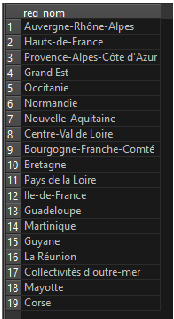 reg_nom
1 Auvergne-Rhône-Alpes
2 Hauts-de-France
3 Provence-Alpes-Côte d'Azur
4 Grand Est
5 Occitanie
6 Normandie
7 Nouvelle-Aquitaine
8 Centre-Val de Loire
9 Bourgogne-Franche-Comté
10 Bretagne
11 Pays de la Loire
12 Île-de-France
13 Guadeloupe
14 Martinique
15 Guyane
16 La Réunion
17 Collectivités d'outre-mer
18 Mayotte
19 Corse